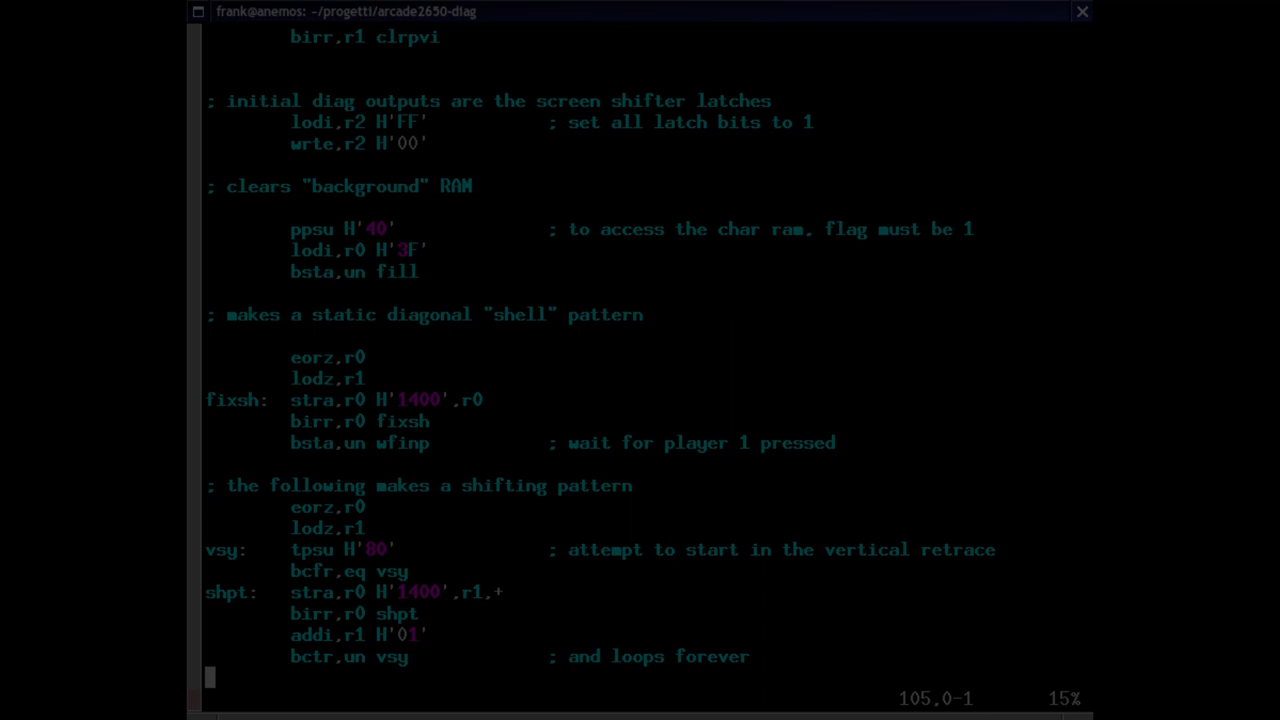 frank@anemos: ~/progetti/arcade2650-diag
birr,r1 clrpvi
; initial diag outputs are the screen shifter latches
lodi,r2 H'FF' ; set all latch bits to 1
wrte,r2 H'00'
; clears "background" RAM
ppsu H'40' ; to access the char ram, flag must be 1
lodi,r0 H'3F'
bsta,un fill
; makes a static diagonal "shell" pattern
eorz,r0
lodz,r1
fixsh: stra,r0 H'1400',r0
birr,r0 fixsh
bsta,un wfinp ; wait for player 1 pressed
; the following makes a shifting pattern
eorz,r0
lodz,r1
vsy: tpsu H'80' ; attempt to start in the vertical retrace
bcfr,eq vsy
shpt: stra,r0 H'1400',r1,+
birr,r0 shpt
addi,r1 H'01'
bctr,un vsy ; and loops forever
105,0-1 15%